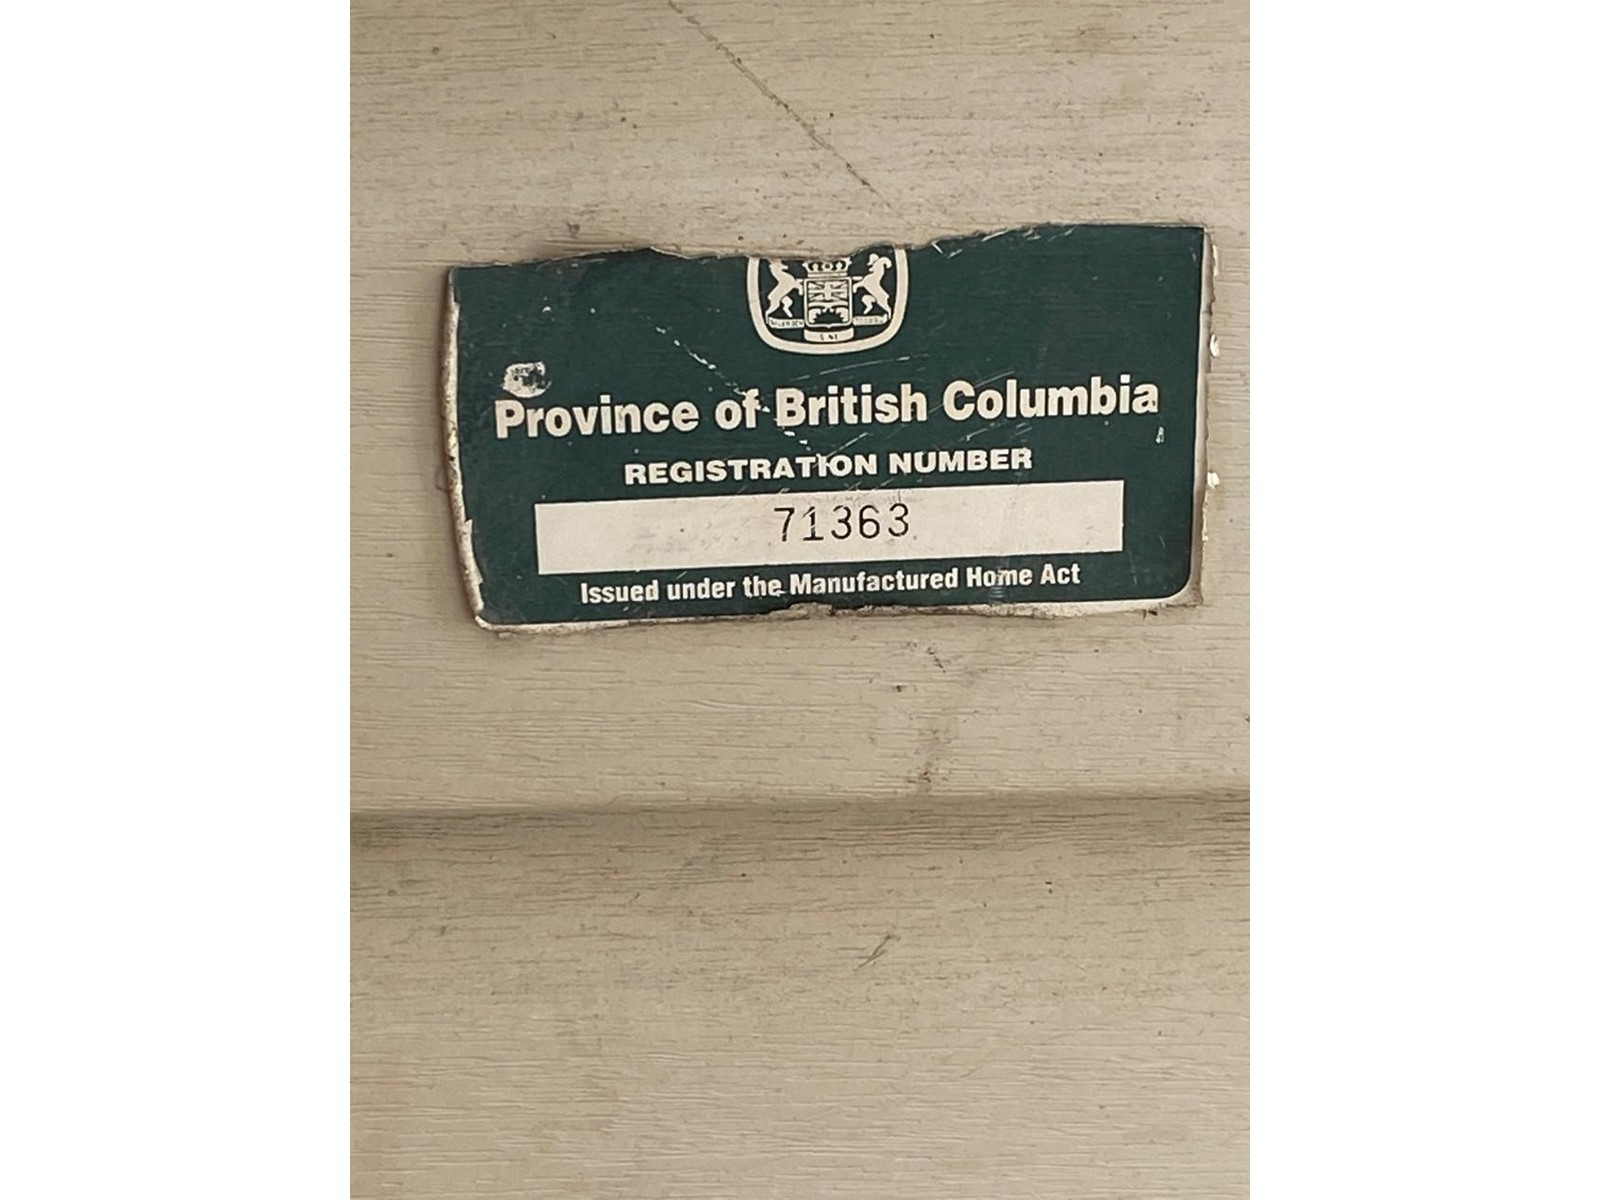 Province of British Columbia
REGISTRATION NUMBER
71363
Issued under the Manufactured Home Act